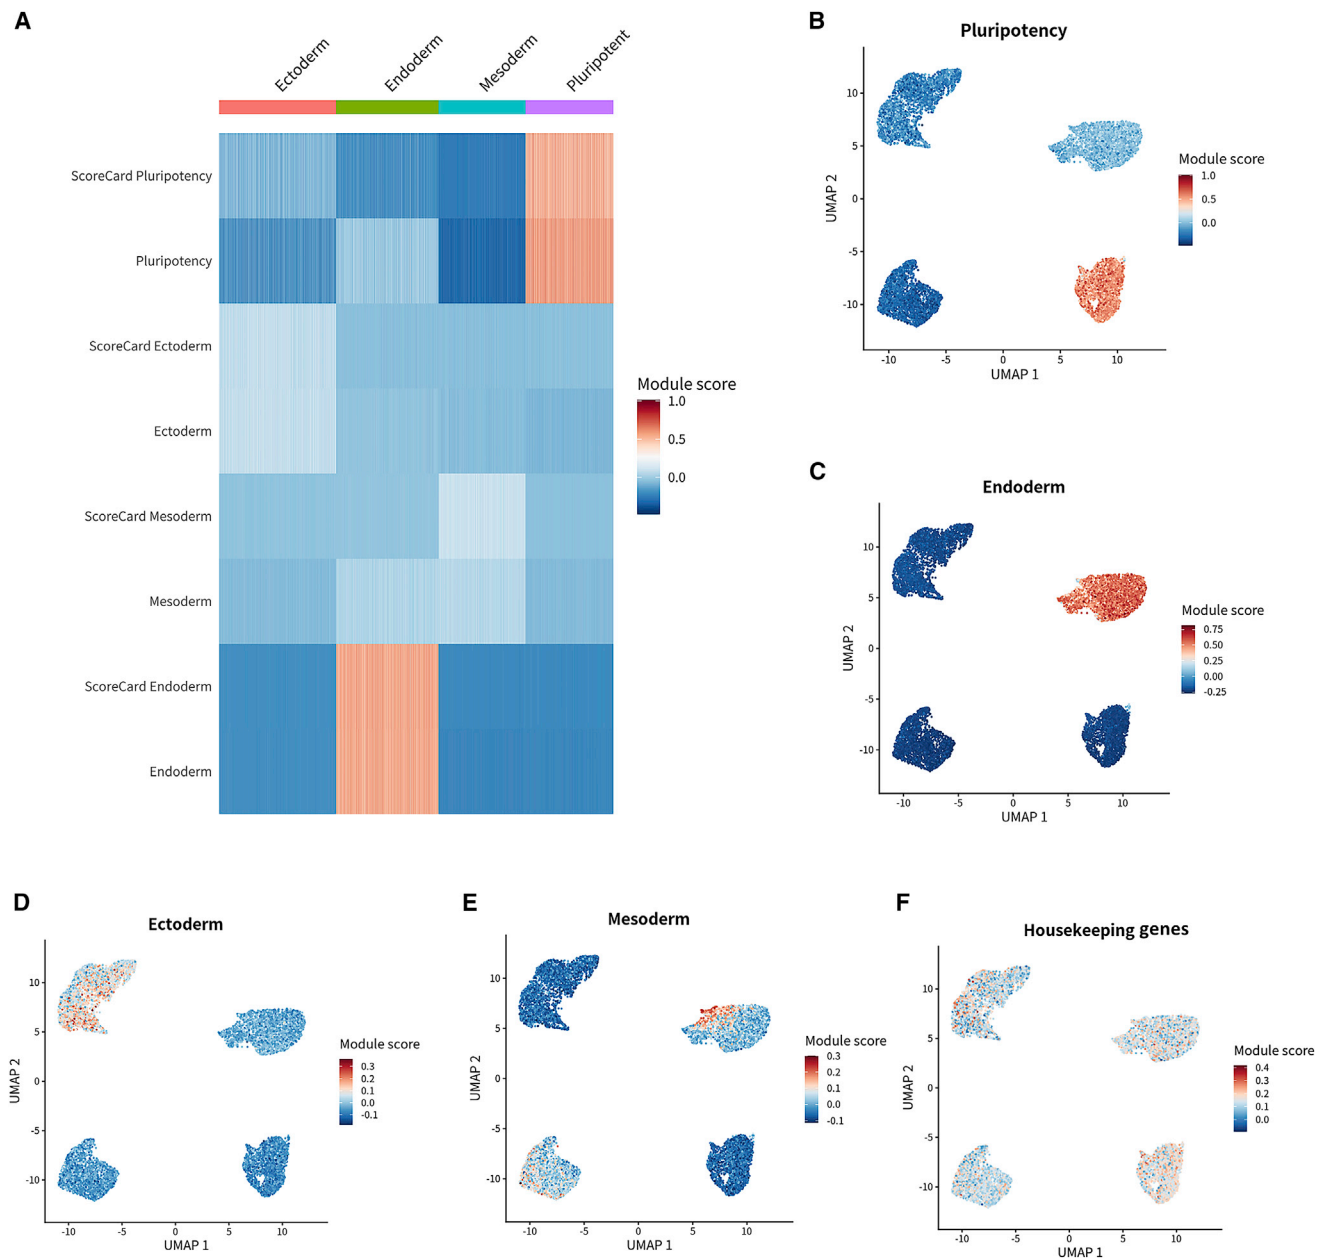 A
Ectoderm
Endoderm
Mesoderm
Pluripotent
ScoreCard Pluripotency
Pluripotency
ScoreCard Ectoderm
Ectoderm
ScoreCard Mesoderm
Mesoderm
ScoreCard Endoderm
Endoderm
Module score
1.0
0.5
0.0
B
Pluripotency
10
5
0
-5
-10
UMAP 2
-10 -5 0 5 10
UMAP 1
Module score
1.0
0.5
0.0
C
Endoderm
10
5
0
-5
-10
UMAP 2
-10 -5 0 5 10
UMAP 1
Module score
0.75
0.50
0.25
0.00
-0.25
D
Ectoderm
10
5
0
-5
-10
UMAP 2
-10 -5 0 5 10
UMAP 1
Module score
0.3
0.2
0.1
0.0
-0.1
E
Mesoderm
10
5
0
-5
-10
UMAP 2
-10 -5 0 5 10
UMAP 1
Module score
0.3
0.2
0.1
0.0
-0.1
F
Housekeeping genes
10
5
0
-5
-10
UMAP 2
-10 -5 0 5 10
UMAP 1
Module score
0.4
0.3
0.2
0.1
0.0